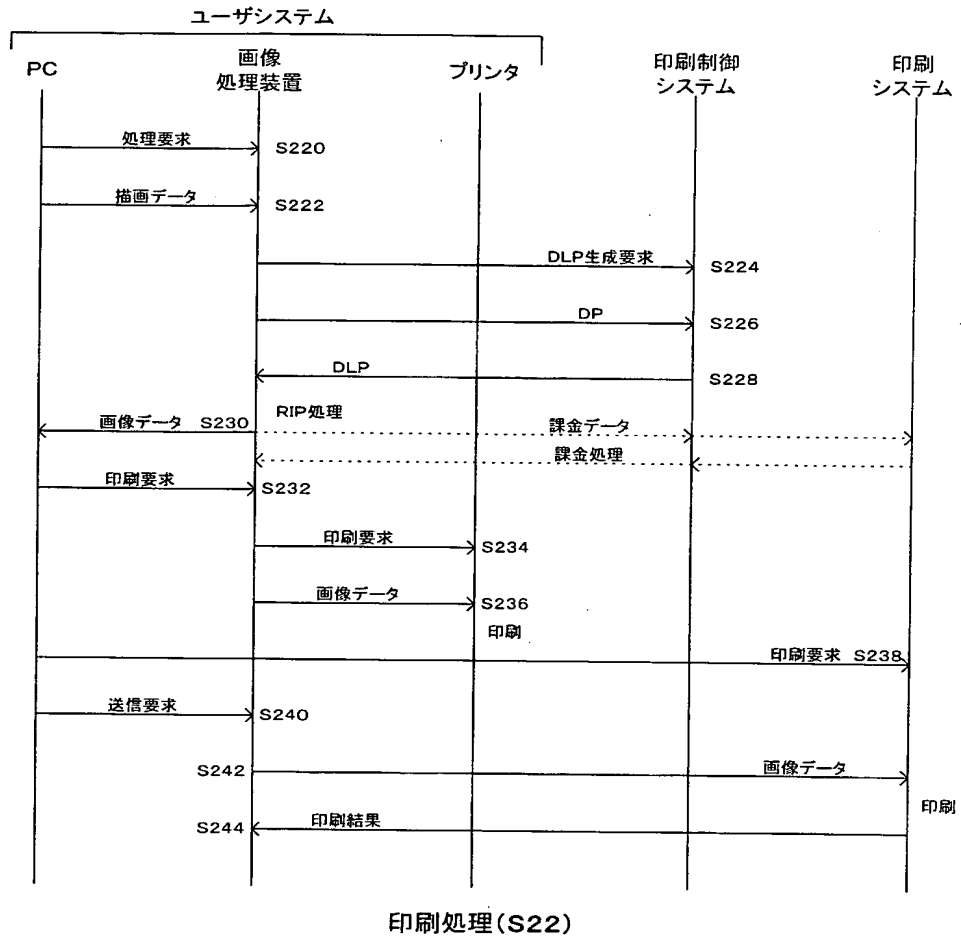 ユーザシステム
PC
画像
処理装置
プリンタ
印刷制御
システム
印刷
システム
処理要求
S220
描画データ
S222
DLP生成要求
S224
DP
S226
DLP
S228
RIP処理
画像データ S230
課金データ
課金処理
印刷要求
S232
印刷要求
S234
画像データ
S236
印刷
印刷要求 S238
送信要求
S240
S242
画像データ
印刷
S244
印刷結果
印刷処理(S22)